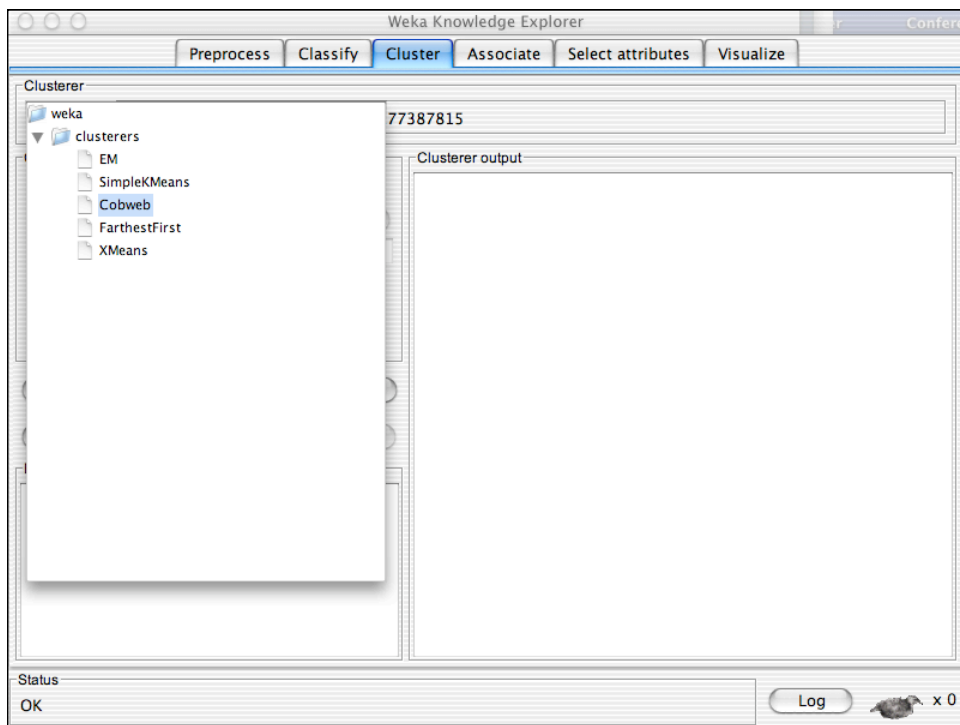 Weka Knowledge Explorer
Preprocess Classify Cluster Associate Select attributes Visualize
Clusterer
77387815
weka
clusterers
EM
SimpleKMeans
Cobweb
FarthestFirst
XMeans
Clusterer output
Status
OK
Log
x 0